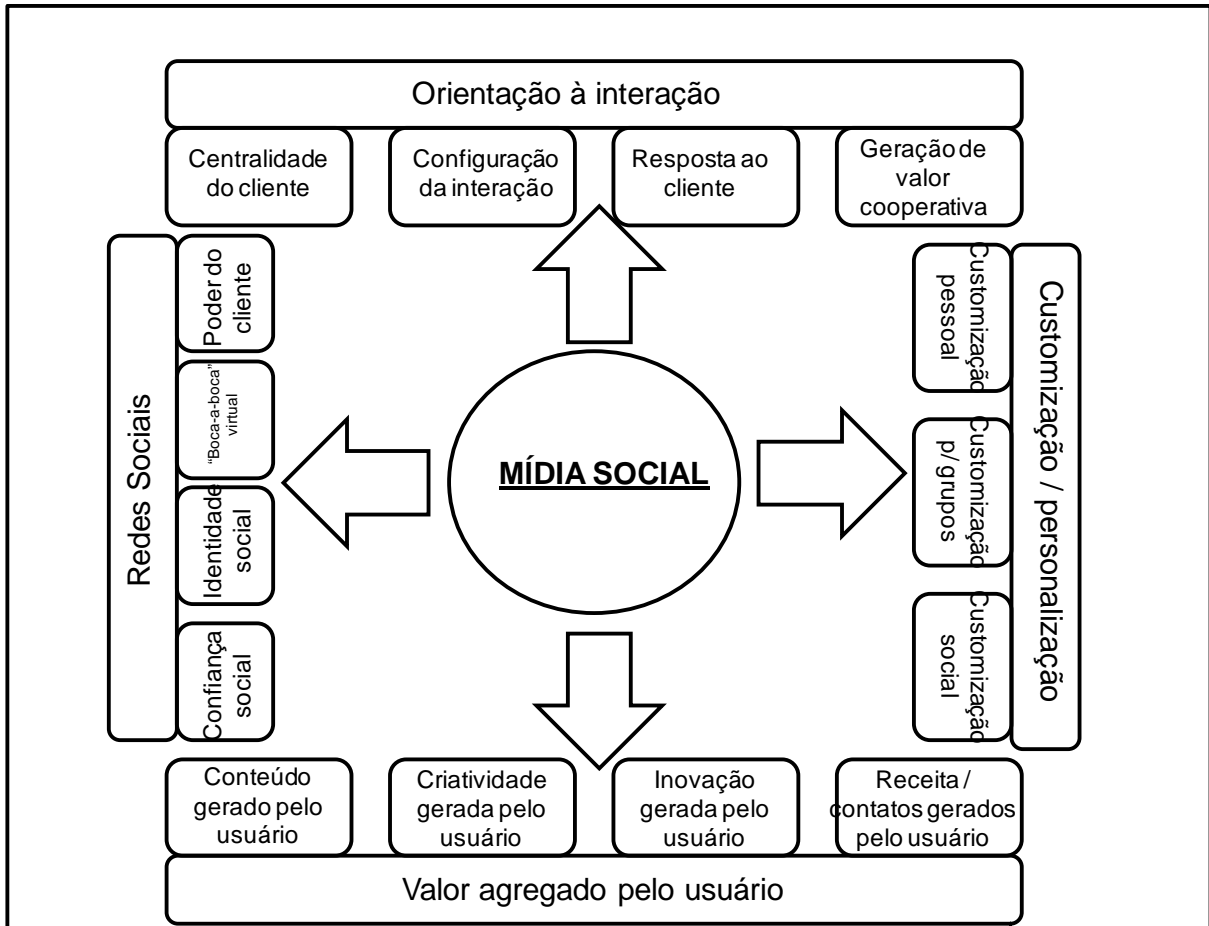 Orientação à interação
Centralidade
do cliente
Configuração
da interação
Resposta ao
cliente
Geração de
valor
cooperativa
Redes Sociais
Poder do
cliente
“Boca-a-boca”
virtual
Identidade
social
Confiança
social
MÍDIA SOCIAL
Customização
pessoal
Customização
p/ grupos
Customização
social
Customização / personalização
Conteúdo
gerado pelo
usuário
Criatividade
gerada pelo
usuário
Inovação
gerada pelo
usuário
Receita /
contatos gerados
pelo usuário
Valor agregado pelo usuário